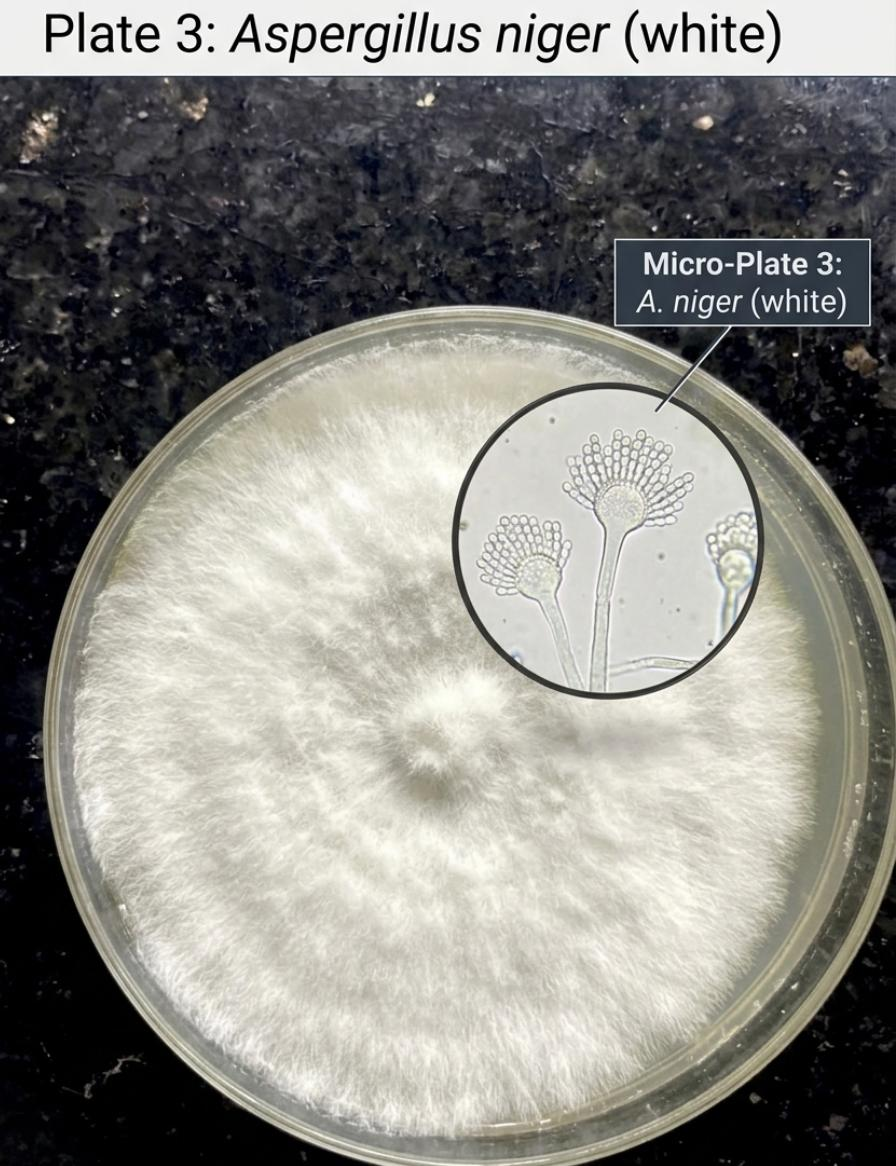 Plate 3: Aspergillus niger (white)
Micro-Plate 3:
A. niger (white)